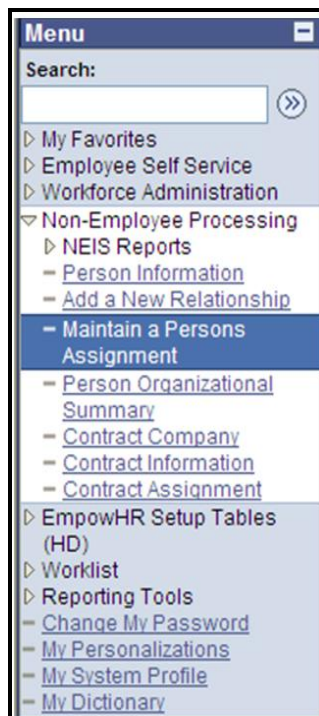 Menu
Search:
My Favorites
Employee Self Service
Workforce Administration
Non-Employee Processing
NEIS Reports
Person Information
Add a New Relationship
Maintain a Persons
Assignment
Person Organizational
Summary
Contract Company
Contract Information
Contract Assignment
EmpowHR Setup Tables
(HD)
Worklist
Reporting Tools
Change My Password
My Personalizations
My System Profile
My Dictionary